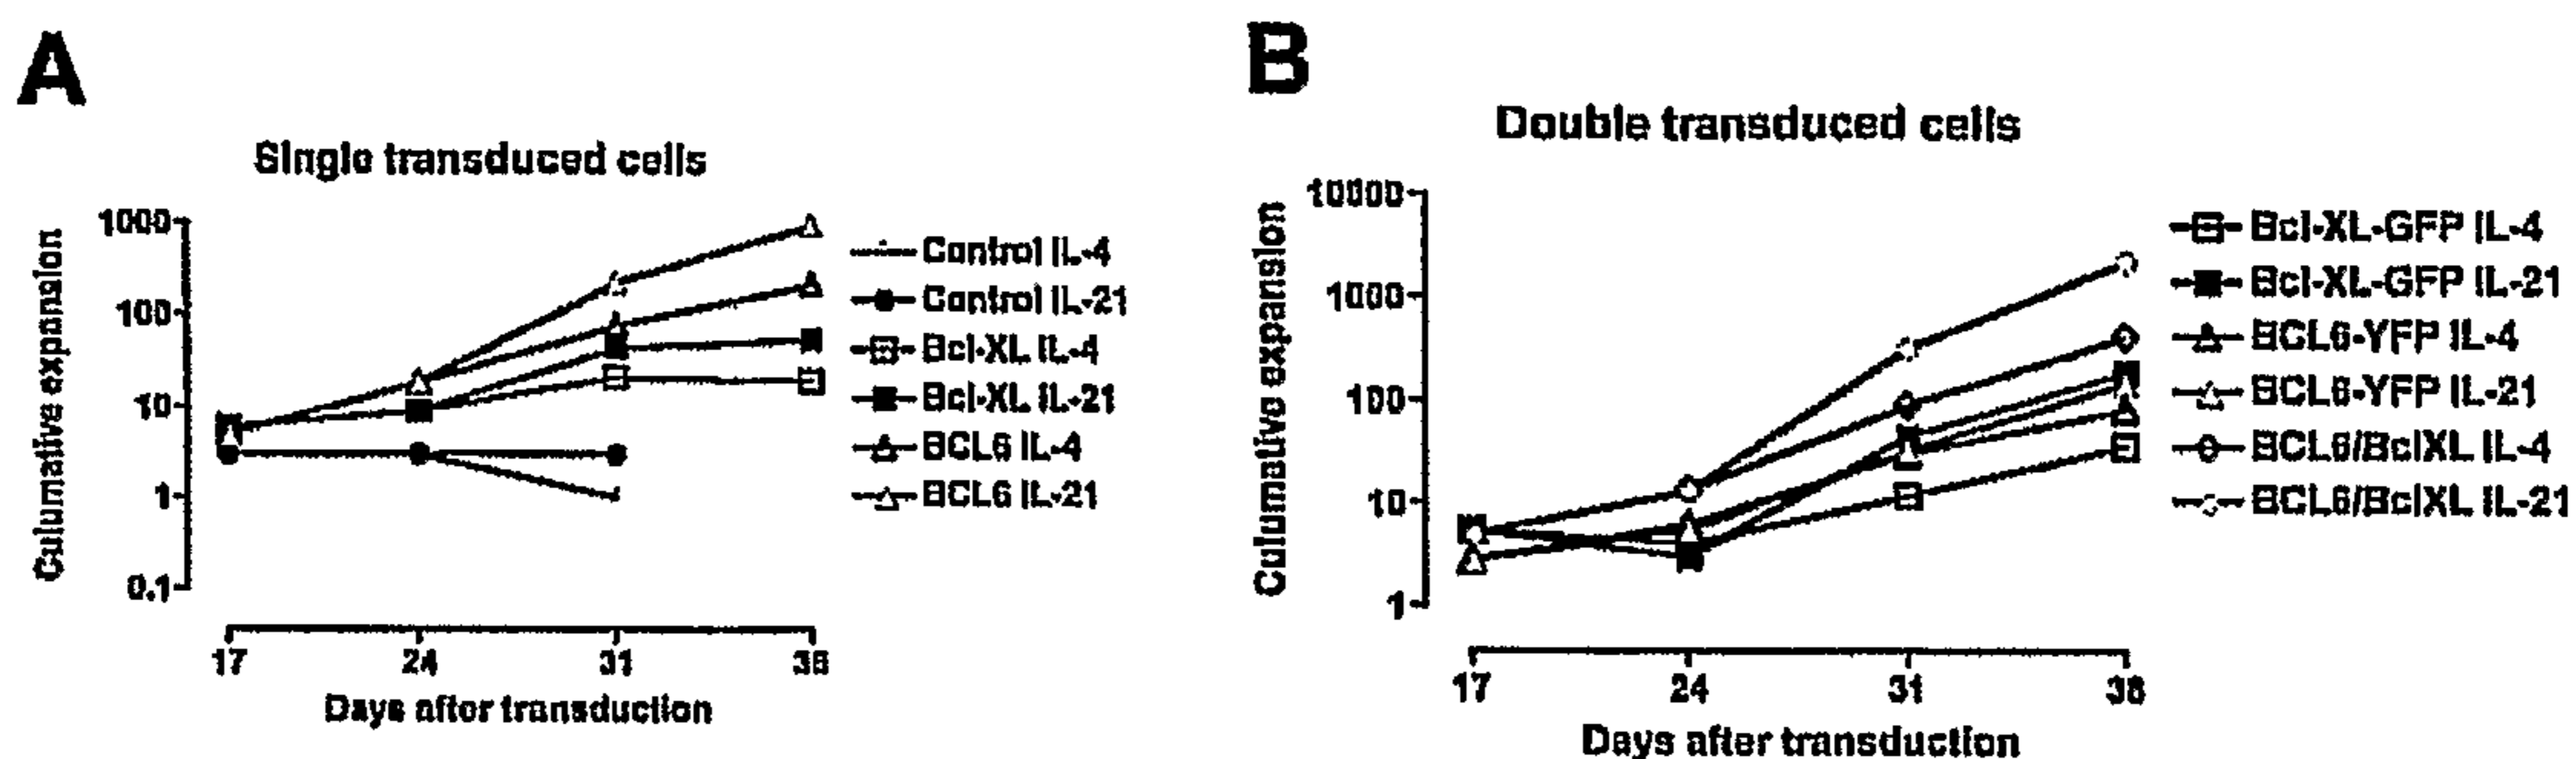 A
Single transduced cells
Culumative expansion
1000
100
10
1
0.1
17 24 31 38
Days after transduction
Control IL-4
Control IL-21
Bcl-XL IL-4
Bcl-XL IL-21
BCL6 IL-4
BCL6 IL-21
B
Double transduced cells
Culumative expansion
10000
1000
100
10
1
17 24 31 38
Days after transduction
Bcl-XL-GFP IL-4
Bcl-XL-GFP IL-21
BCL6-YFP IL-4
BCL6-YFP IL-21
BCL6/BclXL IL-4
BCL6/BclXL IL-21